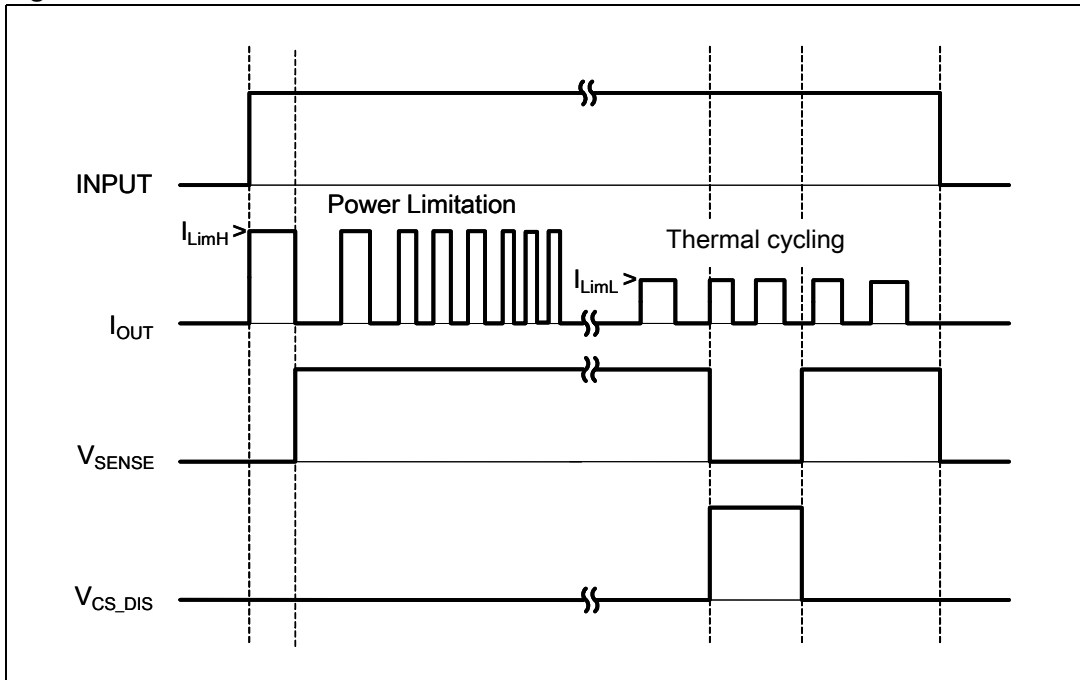 INPUT
Power Limitation
I_LimH >
Thermal cycling
I_LimL >
I_OUT
V_SENSE
V_CS_DIS